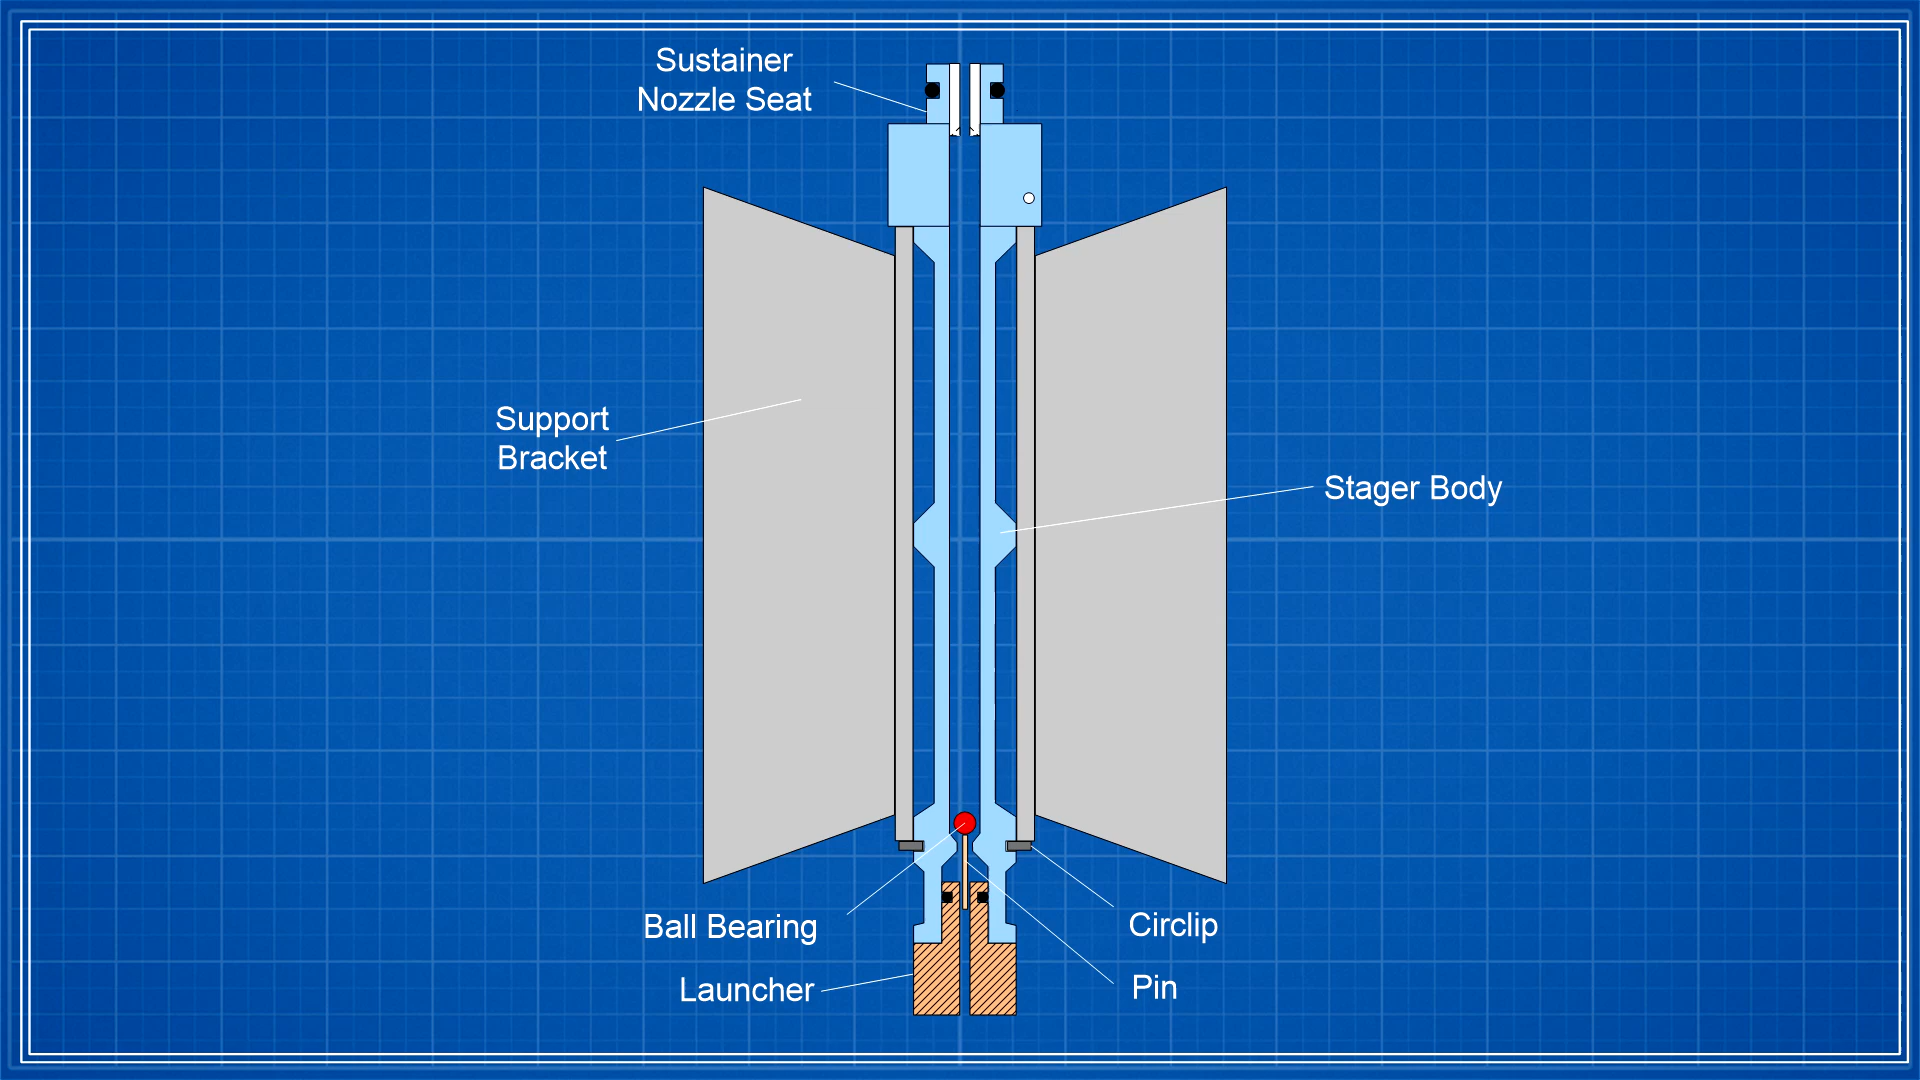 Sustainer
Nozzle Seat
Support
Bracket
Stager Body
Ball Bearing
Circlip
Launcher
Pin